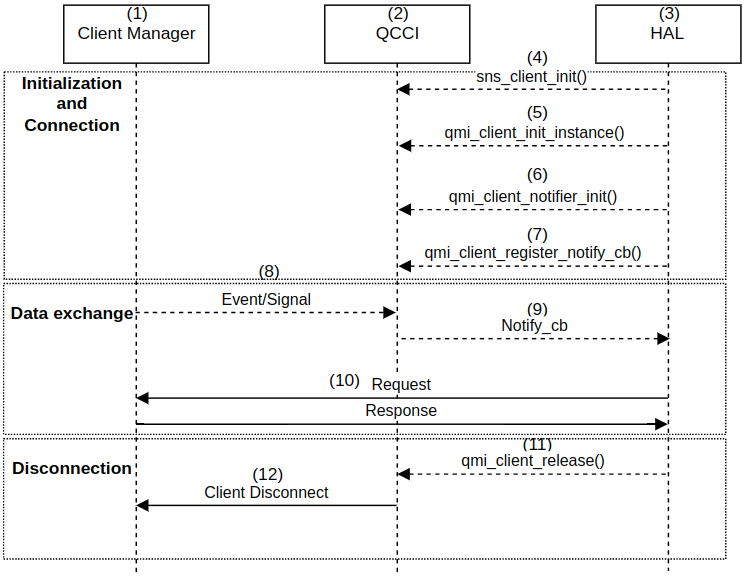 (1)
Client Manager
(2)
QCCI
(3)
HAL
Initialization
and
Connection
(4)
sns_client_init()
(5)
qmi_client_init_instance()
(6)
qmi_client_notifier_init()
(7)
qmi_client_register_notify_cb()
(8)
Data exchange
Event/Signal
(9)
Notify_cb
(10) Request
Response
Disconnection
(11)
qmi_client_release()
(12)
Client Disconnect